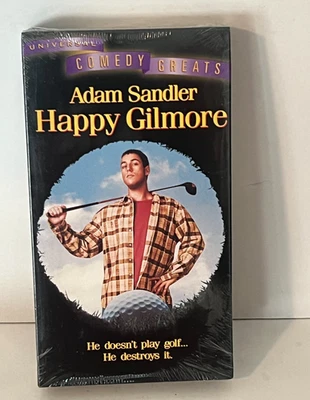 UNIVERSAL
COMEDY GREATS
Adam Sandler
Happy Gilmore
He doesn't play golf...
He destroys it.